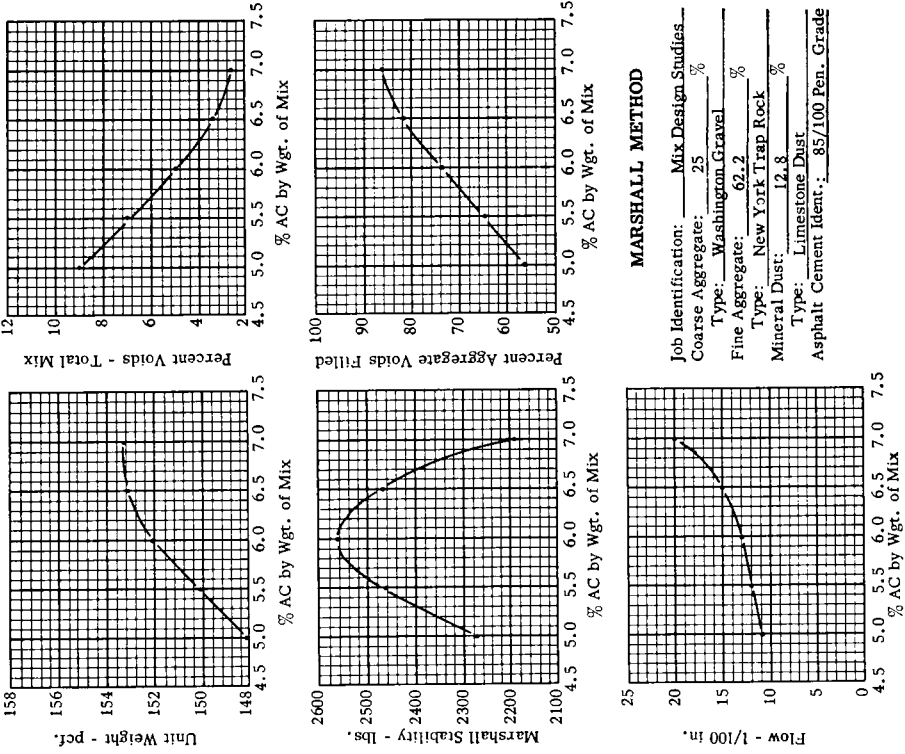 158
156
154
152
150
148
4.5 5.0 5.5 6.0 6.5 7.0 7.5
% AC by Wgt. of Mix
Unit Weight - pcf.
12
10
8
6
4
2
4.5 5.0 5.5 6.0 6.5 7.0 7.5
% AC by Wgt. of Mix
Percent Voids - Total Mix
2600
2500
2400
2300
2200
2100
4.5 5.0 5.5 6.0 6.5 7.0 7.5
% AC by Wgt. of Mix
Marshall Stability - lbs.
100
90
80
70
60
50
4.5 5.0 5.5 6.0 6.5 7.0 7.5
% AC by Wgt. of Mix
Percent Aggregate Voids Filled
25
20
15
10
5
0
4.5 5.0 5.5 6.0 6.5 7.0 7.5
% AC by Wgt. of Mix
Flow - 1/100 in.
MARSHALL METHOD
Job Identification: Mix Design Studies
Coarse Aggregate: 25 %
Type: Washington Gravel
Fine Aggregate: 62.2 %
Type: New York Trap Rock
Mineral Dust: 12.8 %
Type: Limestone Dust
Asphalt Cement Ident.: 85/100 Pen. Grade